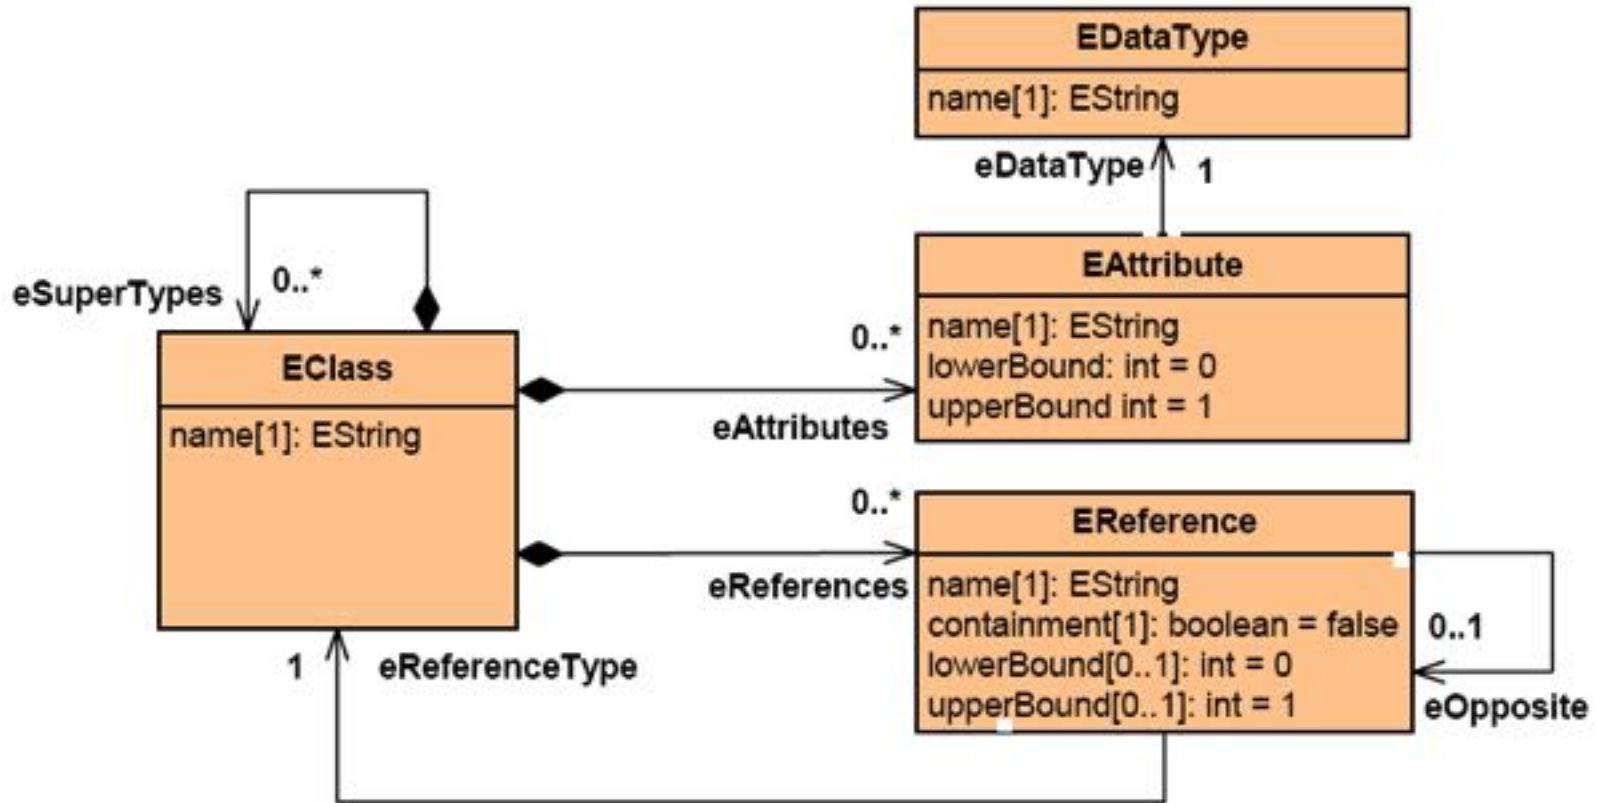 EDataType
name[1]: EString
eDataType
1
eSuperTypes
0..*
EClass
name[1]: EString
0..*
eAttributes
EAttribute
name[1]: EString
lowerBound: int = 0
upperBound int = 1
0..*
eReferences
EReference
name[1]: EString
containment[1]: boolean = false
lowerBound[0..1]: int = 0
upperBound[0..1]: int = 1
0..1
eOpposite
1
eReferenceType